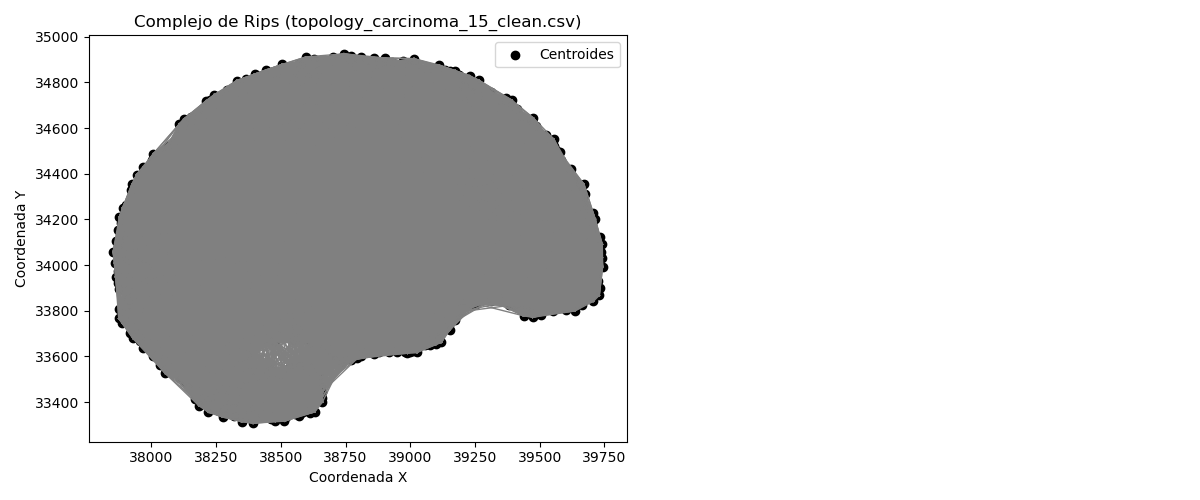 Complejo de Rips (topology_carcinoma_15_clean.csv)
Centroides
35000
34800
34600
34400
34200
34000
33800
33600
33400
Coordenada Y
38000 38250 38500 38750 39000 39250 39500 39750
Coordenada X